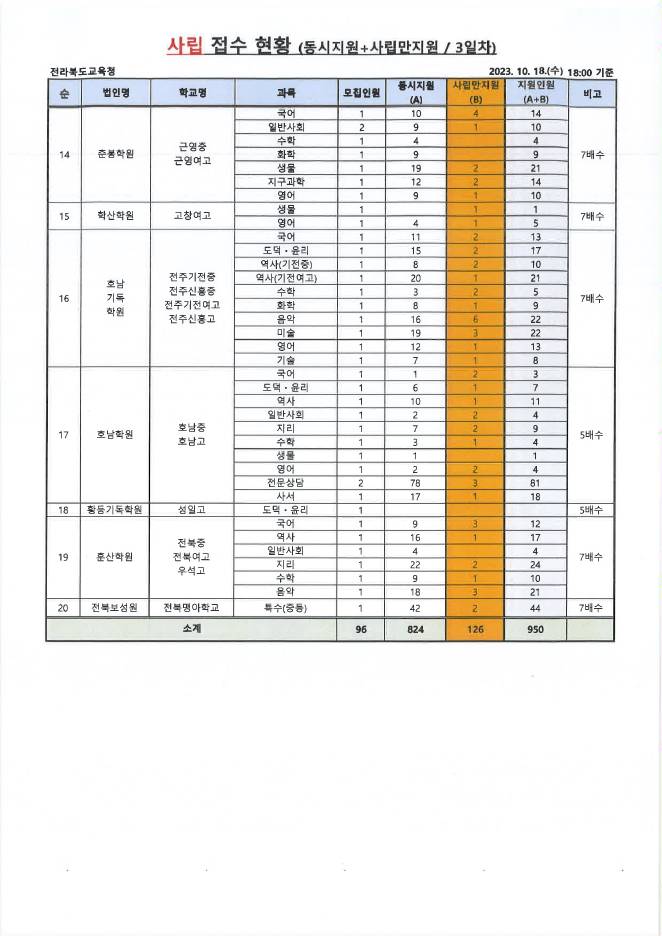 사립 접수 현황 (동시지원+사립만지원 / 3일차)
전라북도교육청 2023. 10. 18.(수) 18:00 기준
순 법인명 학교명 과목 모집인원 동시지원 (A) 사립만지원 (B) 지원인원 (A+B) 비고
14 준봉학원 근영중 근영여고 국어 1 10 4 14 7배수
일반사회 2 9 1 10
수학 1 4 4
화학 1 9 9
생물 1 19 2 21
지구과학 1 12 2 14
영어 1 9 1 10
15 학산학원 고창여고 생물 1 1 1 7배수
영어 1 4 1 5
16 호남 기독 학원 전주기전중 전주신흥중 전주기전여고 전주신흥고 국어 1 11 2 13 7배수
도덕·윤리 1 15 2 17
역사(기전중) 1 8 2 10
역사(기전여고) 1 20 1 21
수학 1 3 2 5
화학 1 8 1 9
음악 1 16 6 22
미술 1 19 3 22
영어 1 12 1 13
기술 1 7 1 8
17 호남학원 호남중 호남고 국어 1 1 2 3 5배수
도덕·윤리 1 6 1 7
역사 1 10 1 11
일반사회 1 2 2 4
지리 1 7 2 9
수학 1 3 1 4
생물 1 1 1
영어 1 2 2 4
전문상담 2 78 3 81
사서 1 17 1 18
18 황등기독학원 성일고 도덕·윤리 1 5배수
19 훈산학원 전북중 전북여고 우석고 국어 1 9 3 12 7배수
역사 1 16 1 17
일반사회 1 4 4
지리 1 22 2 24
수학 1 9 1 10
음악 1 18 3 21
20 전북보성원 전북맹아학교 특수(중등) 1 42 2 44 7배수
소계 96 824 126 950